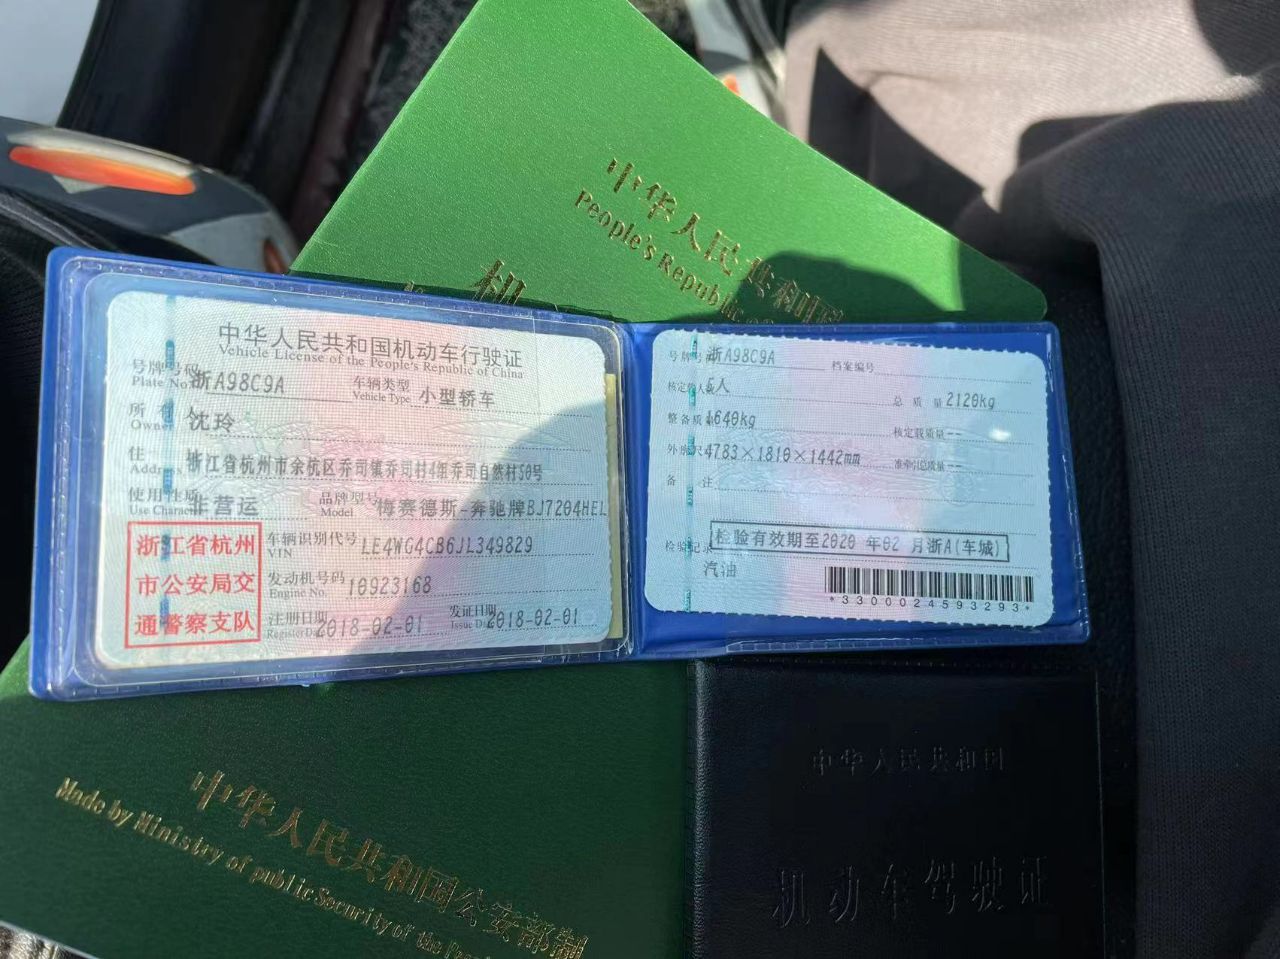 中华人民共和国
People's Republic
机
中华人民共和国机动车行驶证
Vehicle License of the People's Republic of China
号牌号码 浙A98C9A 车辆类型 小型轿车
Plate No. Vehicle Type
所有人 沈玲
Owner
住址 浙江省杭州市余杭区乔司镇乔司村4组乔司自然村50号
Address
使用性质 非营运 品牌型号 梅赛德斯-奔驰牌BJ7204HEL
Use Character Model
浙江省杭州
市公安局交
通警察支队
车辆识别代号 LE4WG4CB6JL349829
VIN
发动机号码 10923168
Engine No.
注册日期 2018-02-01 发证日期 2018-02-01
Register Date Issue Date
号牌号码 浙A98C9A 档案编号
核定载人数 5人 总质量 2120kg
整备质量 1640kg 核定载质量 --
外廓尺寸 4783×1810×1442mm 准牵引总质量 --
备注
检验记录 检验有效期至2020年02月浙A(车城)
汽油
*3300024593293*
中华人民共和国公安部制
Made by Ministry of public Security of the Peo
中华人民共和国
机动车驾驶证